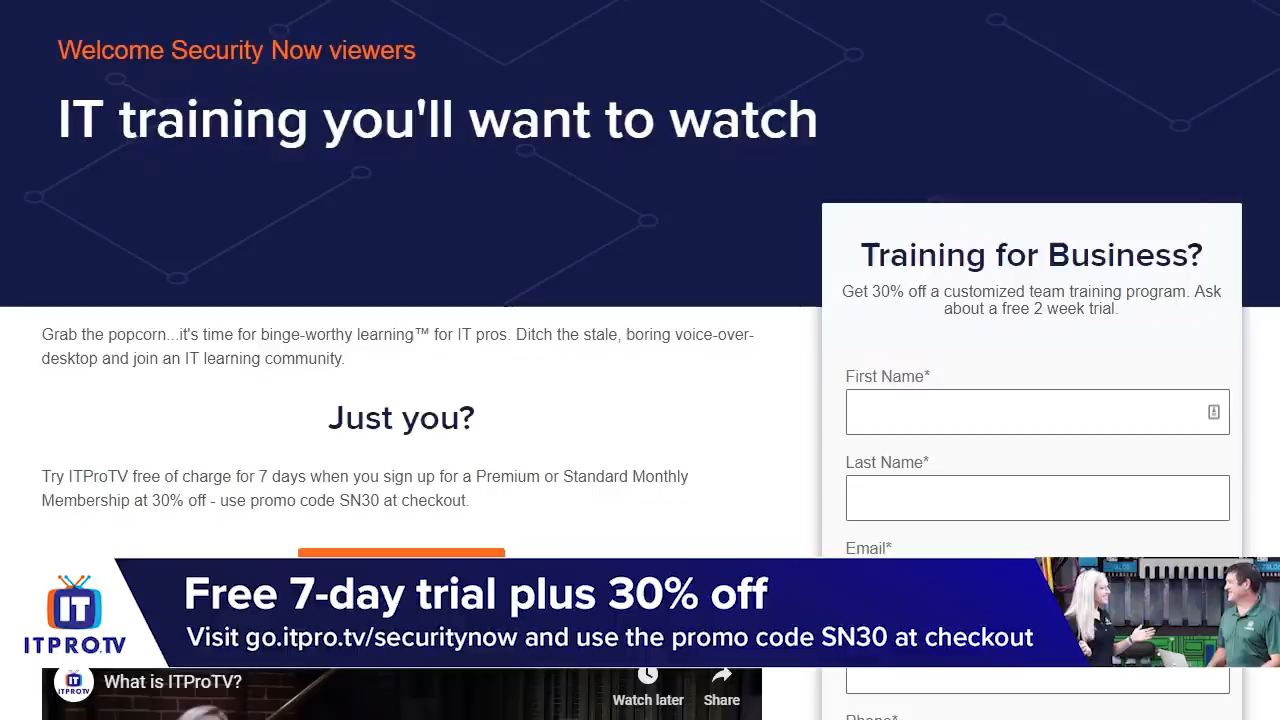 Welcome Security Now viewers
IT training you'll want to watch
Grab the popcorn...it's time for binge-worthy learning™ for IT pros. Ditch the stale, boring voice-over-
desktop and join an IT learning community.
Just you?
Try ITProTV free of charge for 7 days when you sign up for a Premium or Standard Monthly
Membership at 30% off - use promo code SN30 at checkout.
Training for Business?
Get 30% off a customized team training program. Ask
about a free 2 week trial.
First Name*
Last Name*
Email*
IT
ITPRO.TV
Free 7-day trial plus 30% off
Visit go.itpro.tv/securitynow and use the promo code SN30 at checkout
IT
ITPRO.TV
What is ITProTV?
Watch later
Share
Phone*